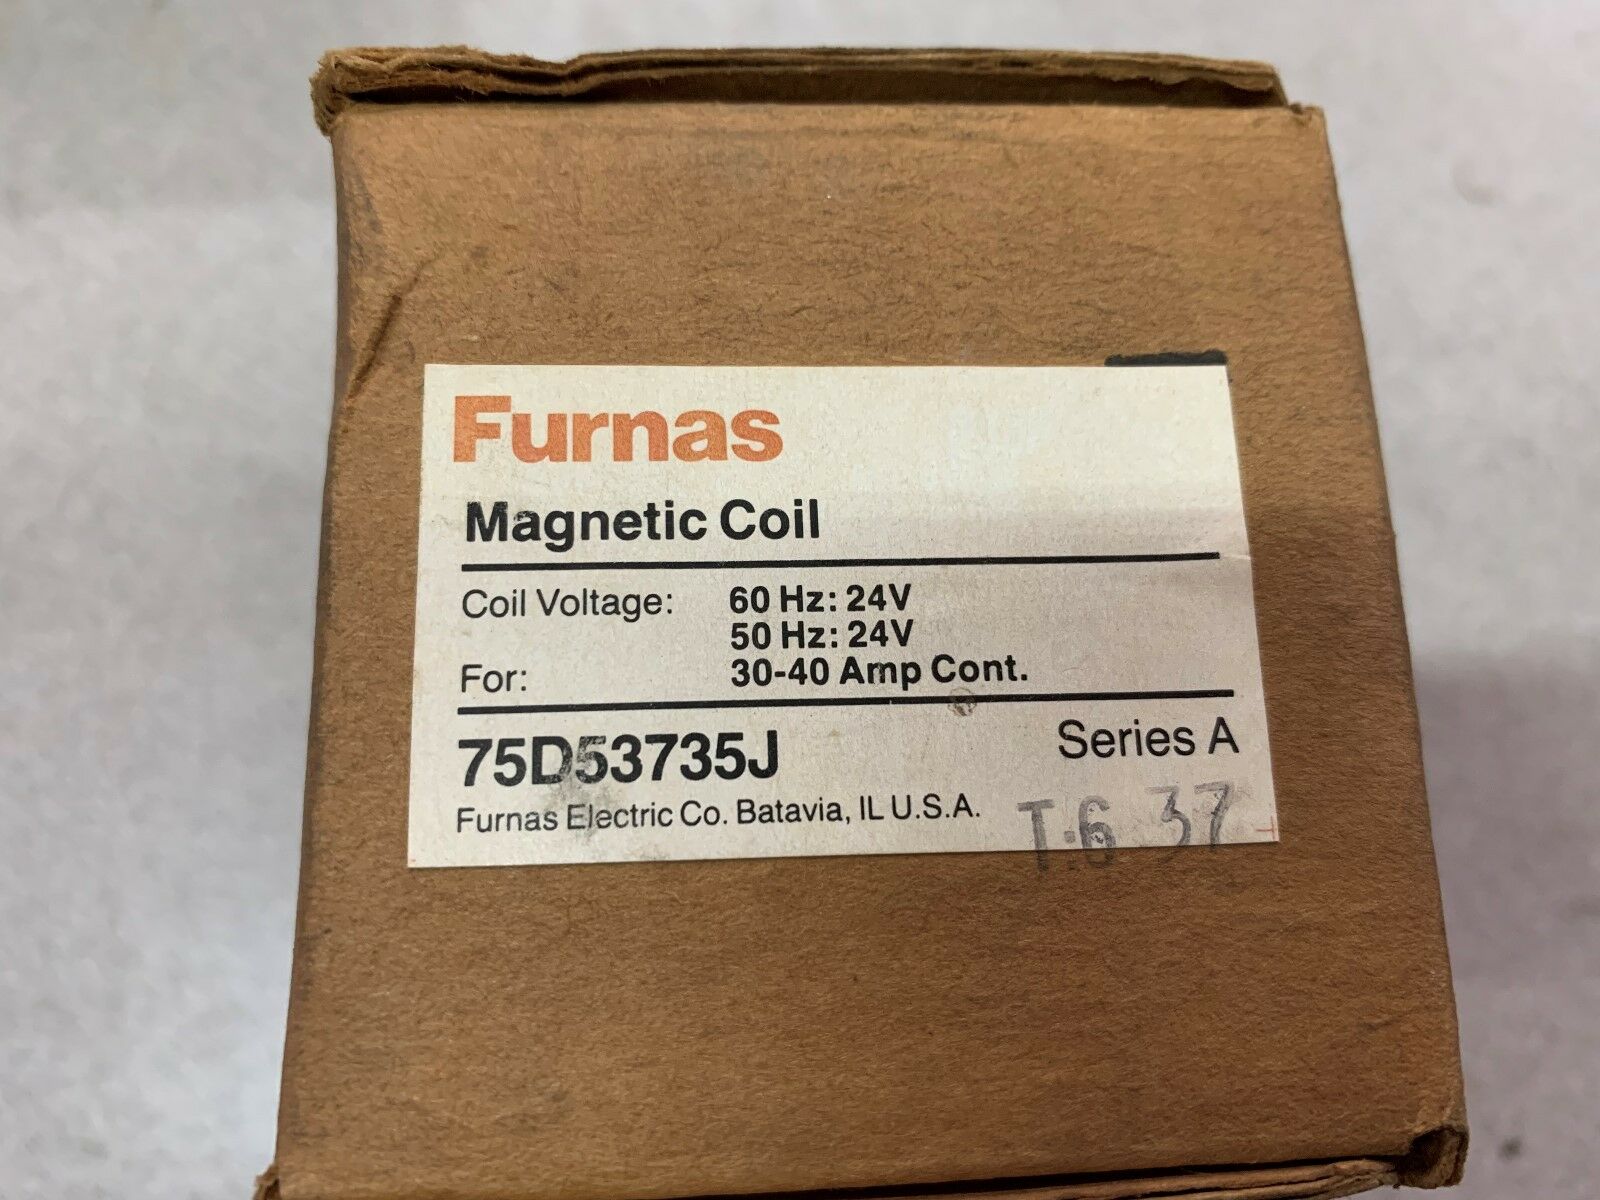 Furnas
Magnetic Coil
Coil Voltage: 60 Hz: 24V
50 Hz: 24V
For: 30-40 Amp Cont.
75D53735J Series A
Furnas Electric Co. Batavia, IL U.S.A.
T:6 37